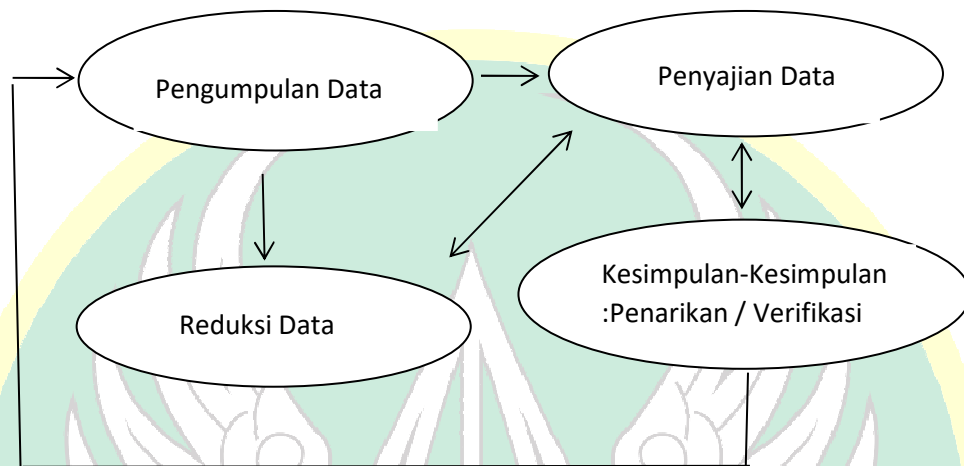 Pengumpulan Data
Penyajian Data
Reduksi Data
Kesimpulan-Kesimpulan
:Penarikan / Verifikasi